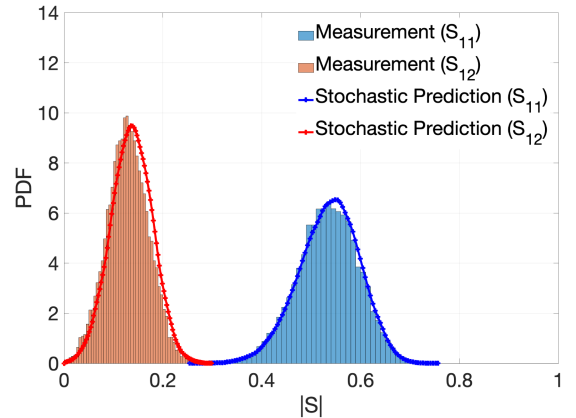 14
12
10
8
6
4
2
0
PDF
Measurement (S₁₁)
Measurement (S₁₂)
Stochastic Prediction (S₁₁)
Stochastic Prediction (S₁₂)
0 0.2 0.4 0.6 0.8 1
|S|